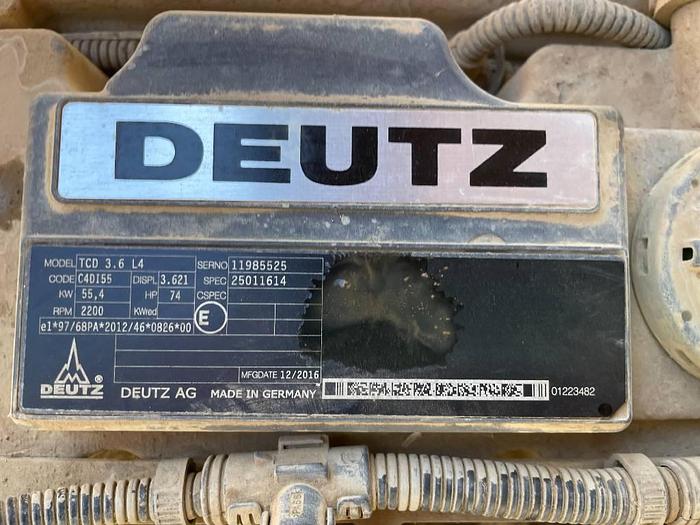 DEUTZ
MODEL TCD 3.6 L4 SERNO 11985525
CODE C4DI55 DISPL 3.621 SPEC 25011614
KW 55,4 HP 74 CSPEC
RPM 2200 KWred E
e1*97/68PA*2012/46*0826*00
MFGDATE 12/2016
DEUTZ ® DEUTZ AG MADE IN GERMANY 01223482